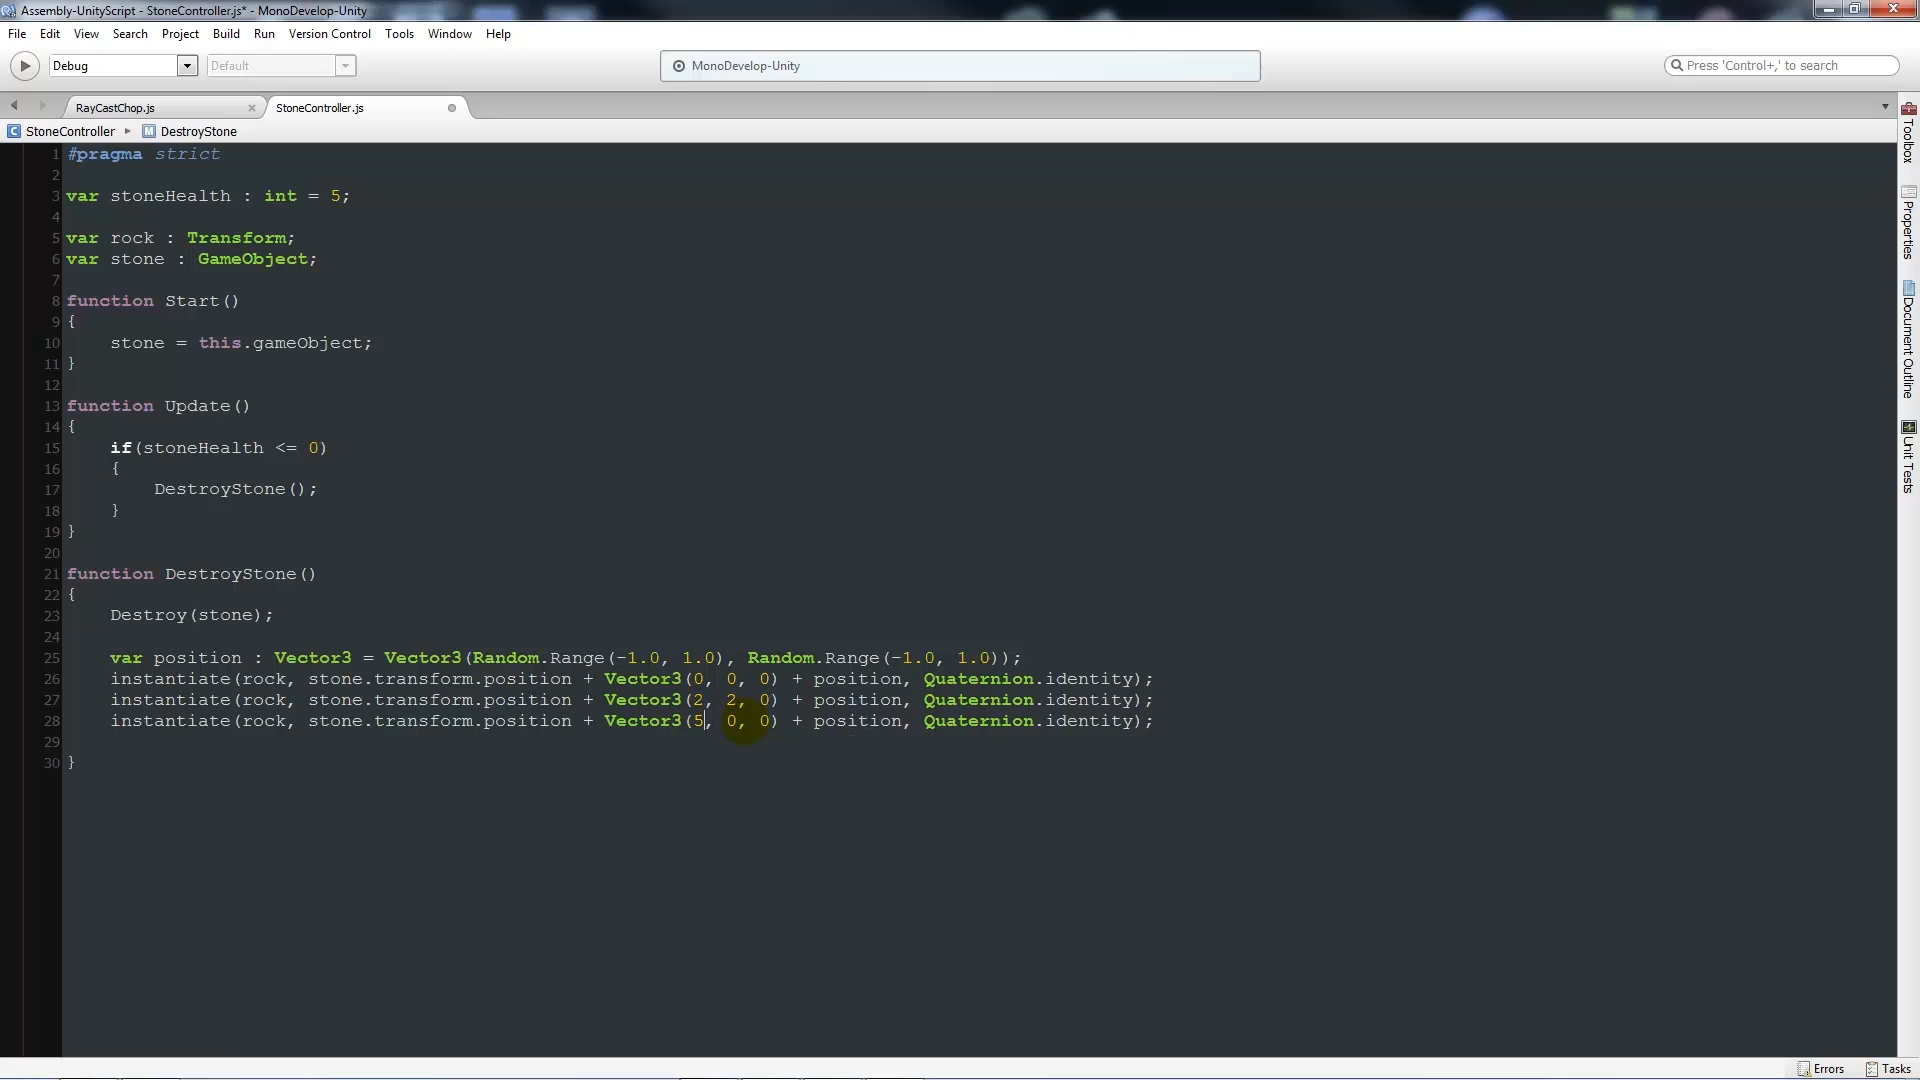 Assembly-UnityScript - StoneController.js* - MonoDevelop-Unity
File Edit View Search Project Build Run Version Control Tools Window Help
Debug Default MonoDevelop-Unity Press 'Control+,' to search
RayCastChop.js StoneController.js
StoneController DestroyStone
1 #pragma strict
2
3 var stoneHealth : int = 5;
4
5 var rock : Transform;
6 var stone : GameObject;
7
8 function Start()
9 {
10 stone = this.gameObject;
11 }
12
13 function Update()
14 {
15 if(stoneHealth <= 0)
16 {
17 DestroyStone();
18 }
19 }
20
21 function DestroyStone()
22 {
23 Destroy(stone);
24
25 var position : Vector3 = Vector3(Random.Range(-1.0, 1.0), Random.Range(-1.0, 1.0));
26 instantiate(rock, stone.transform.position + Vector3(0, 0, 0) + position, Quaternion.identity);
27 instantiate(rock, stone.transform.position + Vector3(2, 2, 0) + position, Quaternion.identity);
28 instantiate(rock, stone.transform.position + Vector3(5, 0, 0) + position, Quaternion.identity);
29
30 }
Toolbox
Properties
Document Outline
Unit Tests
Errors Tasks